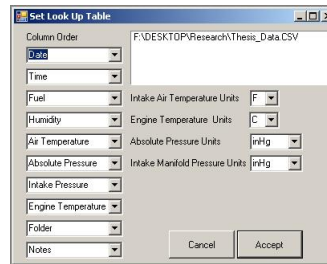 Set Look Up Table
Column Order
F:\DESKTOP\Research\Thesis_Data.CSV
Date
Time
Fuel
Intake Air Temperature Units
F
Humidity
Engine Temperature Units
C
Air Temperature
Absolute Pressure Units
inHg
Absolute Pressure
Intake Manifold Pressure Units
inHg
Intake Pressure
Engine Temperature
Folder
Notes
Cancel
Accept